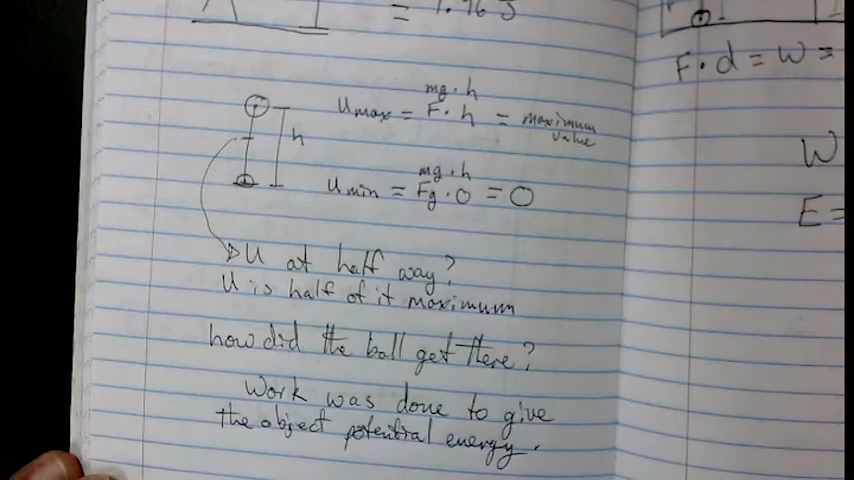 = 1.96 J
mg·h
Umax = F·h = maximum value
h
mg·h
Umin = Fg·0 = 0
U at half way?
U is half of it maximum
how did the ball get there?
Work was done to give
the object potential energy.
F·d = W =
W
E =